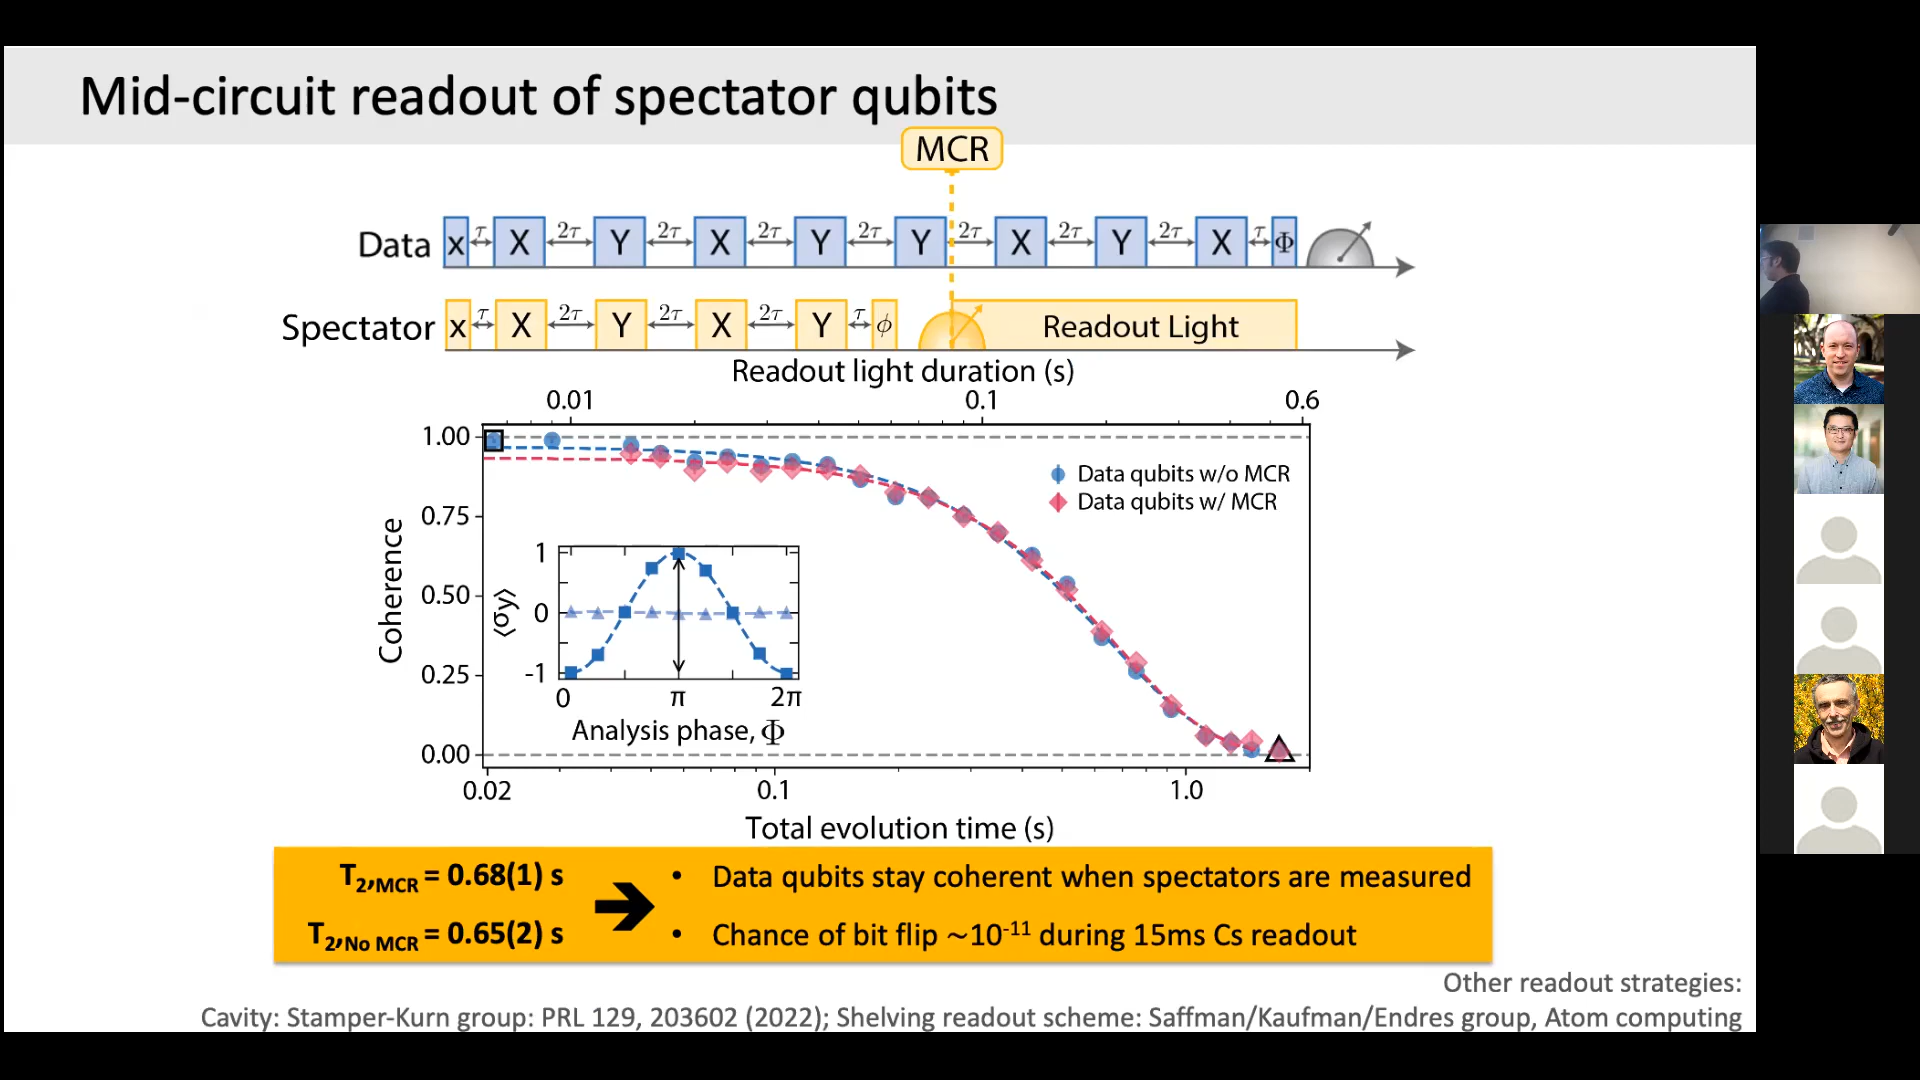 Mid-circuit readout of spectator qubits
MCR
Data x τ X 2τ Y 2τ X 2τ Y 2τ Y 2τ X 2τ Y 2τ X τ Φ
Spectator x τ X 2τ Y 2τ X 2τ Y τ ϕ Readout Light
Readout light duration (s)
0.01 0.1 0.6
1.00
0.75
0.50
0.25
0.00
Coherence
Data qubits w/o MCR
Data qubits w/ MCR
1
0
-1
⟨σy⟩
0 π 2π
Analysis phase, Φ
0.02 0.1 1.0
Total evolution time (s)
T2,MCR = 0.68(1) s
T2,No MCR = 0.65(2) s
• Data qubits stay coherent when spectators are measured
• Chance of bit flip ~10⁻¹¹ during 15ms Cs readout
Other readout strategies:
Cavity: Stamper-Kurn group: PRL 129, 203602 (2022); Shelving readout scheme: Saffman/Kaufman/Endres group, Atom computing